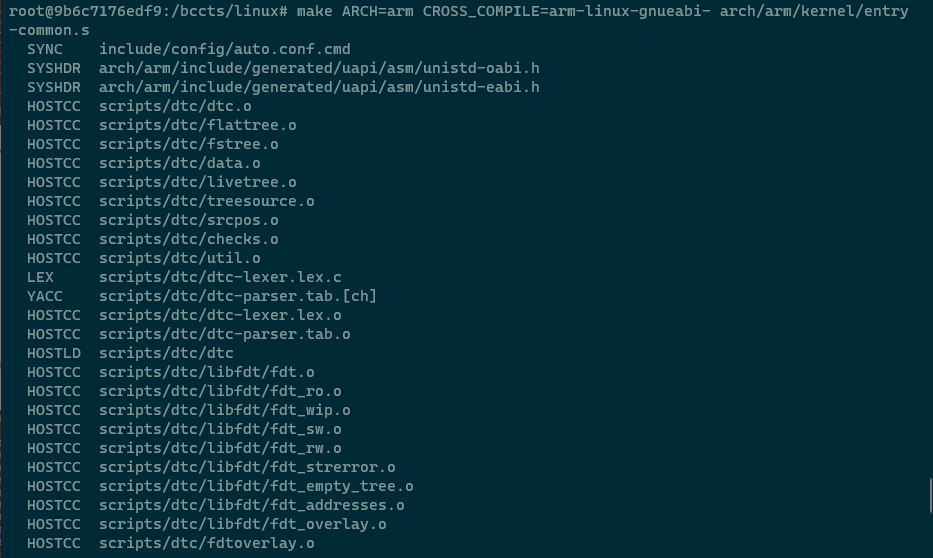 root@9b6c7176edf9:/bccts/linux# make ARCH=arm CROSS_COMPILE=arm-linux-gnueabi- arch/arm/kernel/entry
-common.s
  SYNC    include/config/auto.conf.cmd
  SYSHDR  arch/arm/include/generated/uapi/asm/unistd-oabi.h
  SYSHDR  arch/arm/include/generated/uapi/asm/unistd-eabi.h
  HOSTCC  scripts/dtc/dtc.o
  HOSTCC  scripts/dtc/flattree.o
  HOSTCC  scripts/dtc/fstree.o
  HOSTCC  scripts/dtc/data.o
  HOSTCC  scripts/dtc/livetree.o
  HOSTCC  scripts/dtc/treesource.o
  HOSTCC  scripts/dtc/srcpos.o
  HOSTCC  scripts/dtc/checks.o
  HOSTCC  scripts/dtc/util.o
  LEX     scripts/dtc/dtc-lexer.lex.c
  YACC    scripts/dtc/dtc-parser.tab.[ch]
  HOSTCC  scripts/dtc/dtc-lexer.lex.o
  HOSTCC  scripts/dtc/dtc-parser.tab.o
  HOSTLD  scripts/dtc/dtc
  HOSTCC  scripts/dtc/libfdt/fdt.o
  HOSTCC  scripts/dtc/libfdt/fdt_ro.o
  HOSTCC  scripts/dtc/libfdt/fdt_wip.o
  HOSTCC  scripts/dtc/libfdt/fdt_sw.o
  HOSTCC  scripts/dtc/libfdt/fdt_rw.o
  HOSTCC  scripts/dtc/libfdt/fdt_strerror.o
  HOSTCC  scripts/dtc/libfdt/fdt_empty_tree.o
  HOSTCC  scripts/dtc/libfdt/fdt_addresses.o
  HOSTCC  scripts/dtc/libfdt/fdt_overlay.o
  HOSTCC  scripts/dtc/fdtoverlay.o